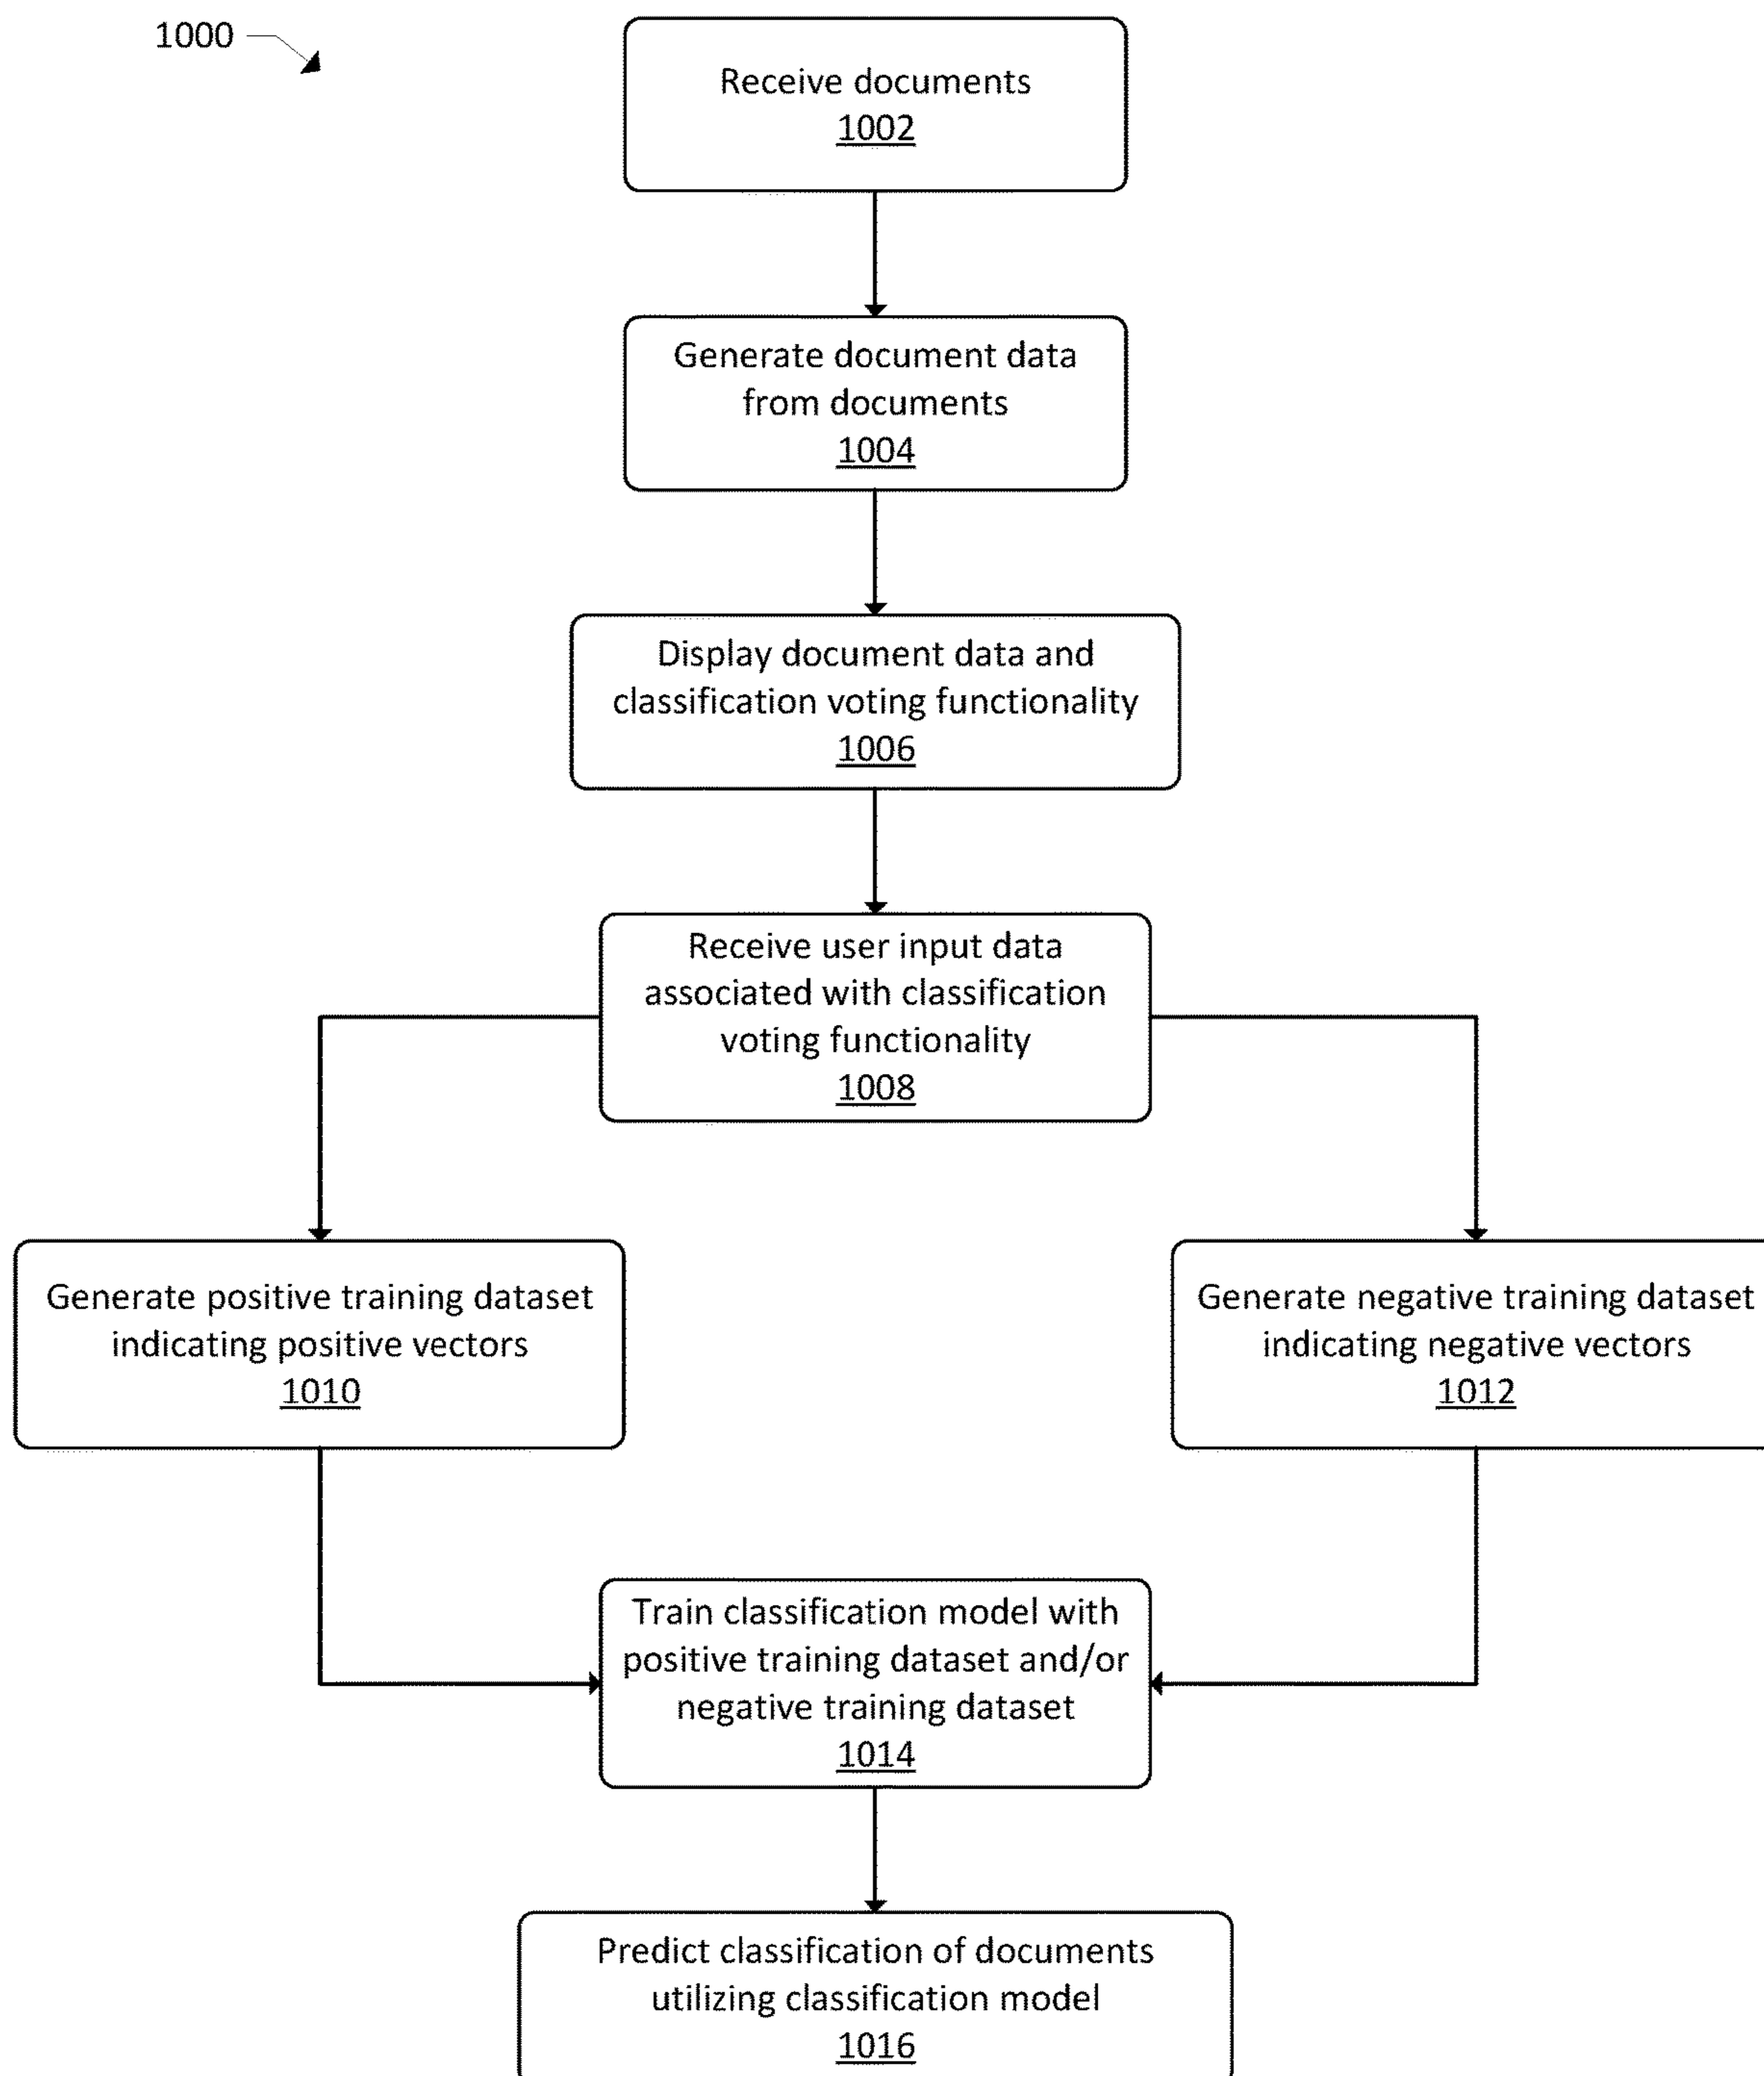 1000
Receive documents
1002
Generate document data
from documents
1004
Display document data and
classification voting functionality
1006
Receive user input data
associated with classification
voting functionality
1008
Generate positive training dataset
indicating positive vectors
1010
Generate negative training dataset
indicating negative vectors
1012
Train classification model with
positive training dataset and/or
negative training dataset
1014
Predict classification of documents
utilizing classification model
1016